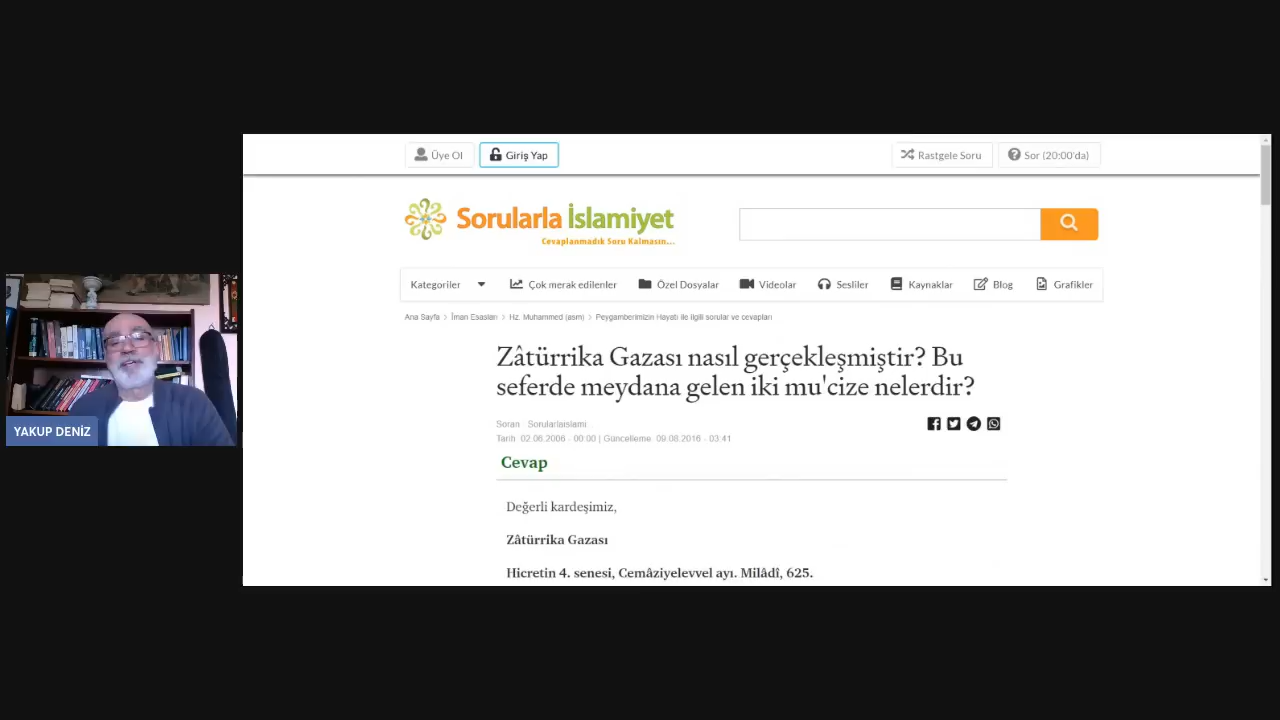 Üye Ol
Giriş Yap
Rastgele Soru
Sor (20:00'da)
Sorularla İslamiyet
Cevaplanmadık Soru Kalmasın...
Kategoriler
Çok merak edilenler
Özel Dosyalar
Videolar
Sesliler
Kaynaklar
Blog
Grafikler
Ana Sayfa > İman Esasları > Hz. Muhammed (asm) > Peygamberimizin Hayatı ile ilgili sorular ve cevapları
Zâtürrika Gazası nasıl gerçekleşmiştir? Bu
seferde meydana gelen iki mu'cize nelerdir?
Soran Sorularlaislami
Tarih 02.06.2006 - 00:00 | Güncelleme 09.08.2016 - 03:41
Cevap
Değerli kardeşimiz,
Zâtürrika Gazası
Hicretin 4. senesi, Cemâziyelevvel ayı. Milâdî, 625.
YAKUP DENİZ